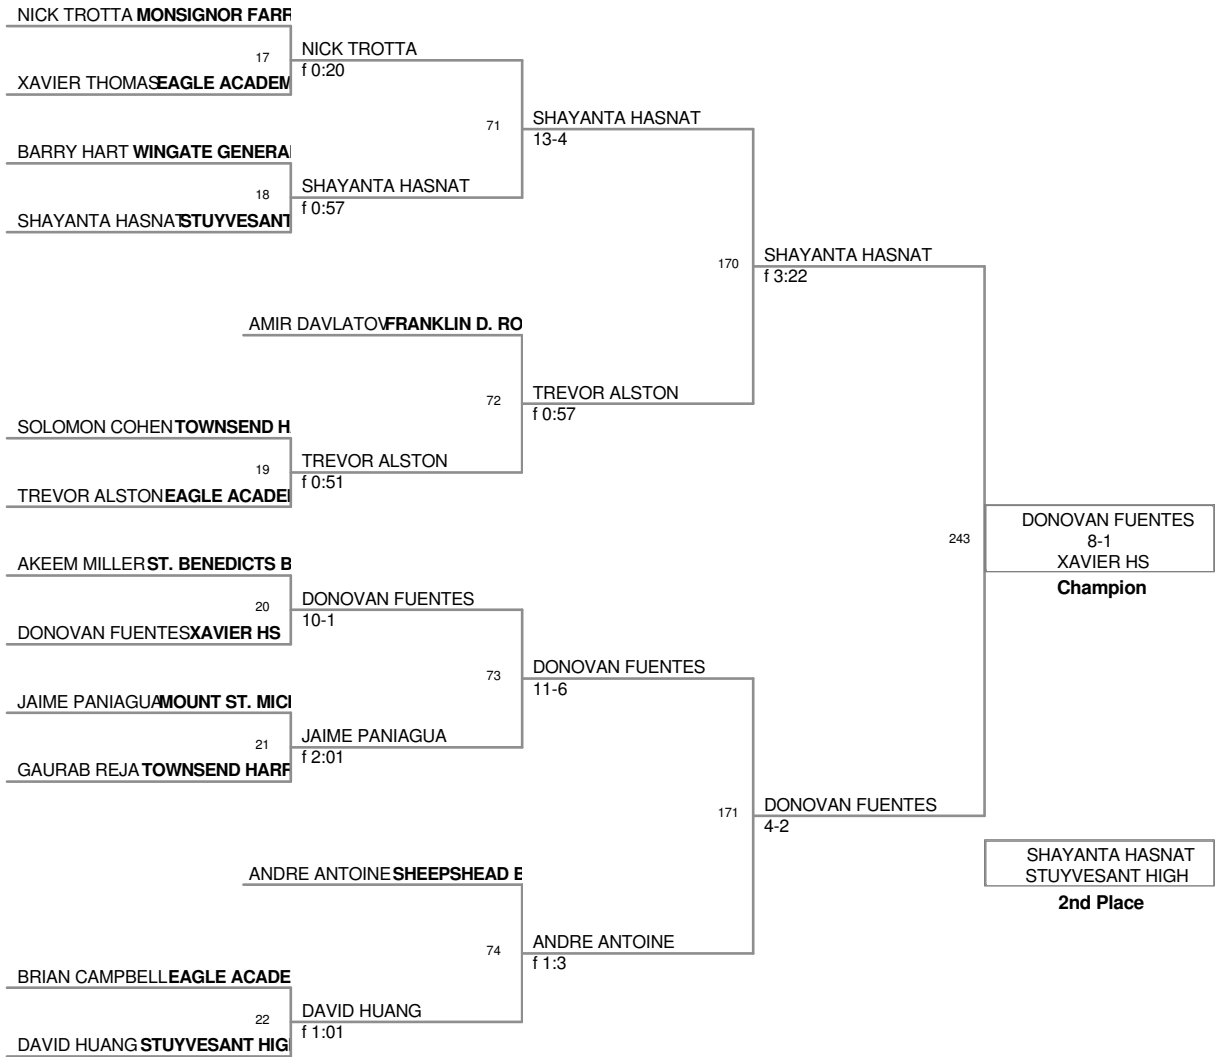 NICK TROTTA MONSIGNOR FARR
17
NICK TROTTA
f 0:20
XAVIER THOMAS EAGLE ACADEM
71
SHAYANTA HASNAT
13-4
BARRY HART WINGATE GENERA
18
SHAYANTA HASNAT
f 0:57
SHAYANTA HASNAT STUYVESANT
170
SHAYANTA HASNAT
f 3:22
AMIR DAVLATOV FRANKLIN D. RO
72
TREVOR ALSTON
f 0:57
SOLOMON COHEN TOWNSEND H
19
TREVOR ALSTON
f 0:51
TREVOR ALSTON EAGLE ACADE
243
DONOVAN FUENTES
8-1
XAVIER HS
Champion
AKEEM MILLER ST. BENEDICTS B
20
DONOVAN FUENTES
10-1
DONOVAN FUENTES XAVIER HS
73
DONOVAN FUENTES
11-6
JAIME PANIAGUA MOUNT ST. MICH
21
JAIME PANIAGUA
f 2:01
GAURAB REJA TOWNSEND HARR
171
DONOVAN FUENTES
4-2
SHAYANTA HASNAT
STUYVESANT HIGH
2nd Place
ANDRE ANTOINE SHEEPSHEAD B
74
ANDRE ANTOINE
f 1:3
BRIAN CAMPBELL EAGLE ACADE
22
DAVID HUANG
f 1:01
DAVID HUANG STUYVESANT HIG